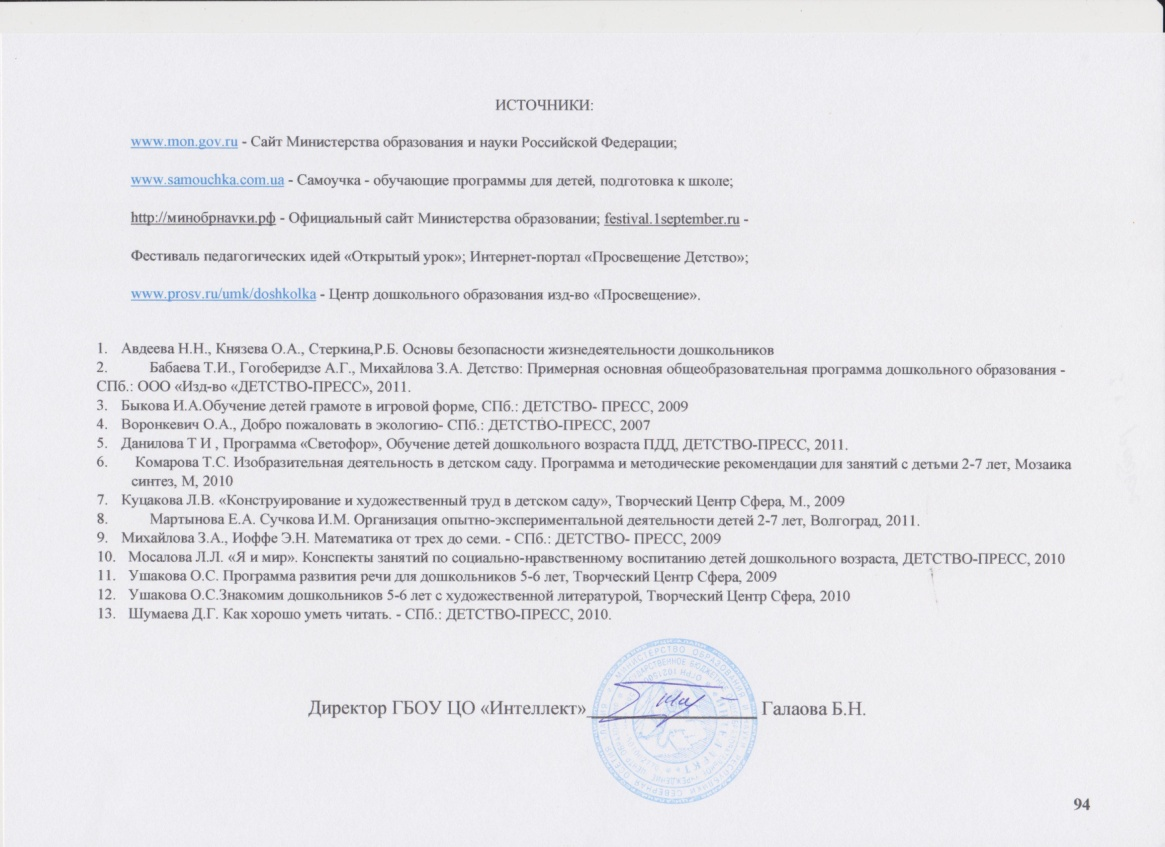 ИСТОЧНИКИ:
www.mon.gov.ru - Сайт Министерства образования и науки Российской Федерации;
www.samouchka.com.ua - Самоучка - обучающие программы для детей, подготовка к школе;
http://минобрнауки.рф - Официальный сайт Министерства образовании; festival.1september.ru -
Фестиваль педагогических идей «Открытый урок»; Интернет-портал «Просвещение Детство»;
www.prosv.ru/umk/doshkolka - Центр дошкольного образования изд-во «Просвещение».
1. Авдеева Н.Н., Князева О.А., Стеркина,Р.Б. Основы безопасности жизнедеятельности дошкольников
2. Бабаева Т.И., Гогоберидзе А.Г., Михайлова З.А. Детство: Примерная основная общеобразовательная программа дошкольного образования -
СПб.: ООО «Изд-во «ДЕТСТВО-ПРЕСС», 2011.
3. Быкова И.А.Обучение детей грамоте в игровой форме, СПб.: ДЕТСТВО- ПРЕСС, 2009
4. Воронкевич О.А., Добро пожаловать в экологию- СПб.: ДЕТСТВО-ПРЕСС, 2007
5. Данилова Т И , Программа «Светофор», Обучение детей дошкольного возраста ПДД, ДЕТСТВО-ПРЕСС, 2011.
6. Комарова Т.С. Изобразительная деятельность в детском саду. Программа и методические рекомендации для занятий с детьми 2-7 лет, Мозаика
синтез, М, 2010
7. Куцакова Л.В. «Конструирование и художественный труд в детском саду», Творческий Центр Сфера, М., 2009
8. Мартынова Е.А. Сучкова И.М. Организация опытно-экспериментальной деятельности детей 2-7 лет, Волгоград, 2011.
9. Михайлова З.А., Иоффе Э.Н. Математика от трех до семи. - СПб.: ДЕТСТВО- ПРЕСС, 2009
10. Мосалова Л.Л. «Я и мир». Конспекты занятий по социально-нравственному воспитанию детей дошкольного возраста, ДЕТСТВО-ПРЕСС, 2010
11. Ушакова О.С. Программа развития речи для дошкольников 5-6 лет, Творческий Центр Сфера, 2009
12. Ушакова О.С.Знакомим дошкольников 5-6 лет с художественной литературой, Творческий Центр Сфера, 2010
13. Шумаева Д.Г. Как хорошо уметь читать. - СПб.: ДЕТСТВО-ПРЕСС, 2010.
Директор ГБОУ ЦО «Интеллект» Галаова Б.Н.
94